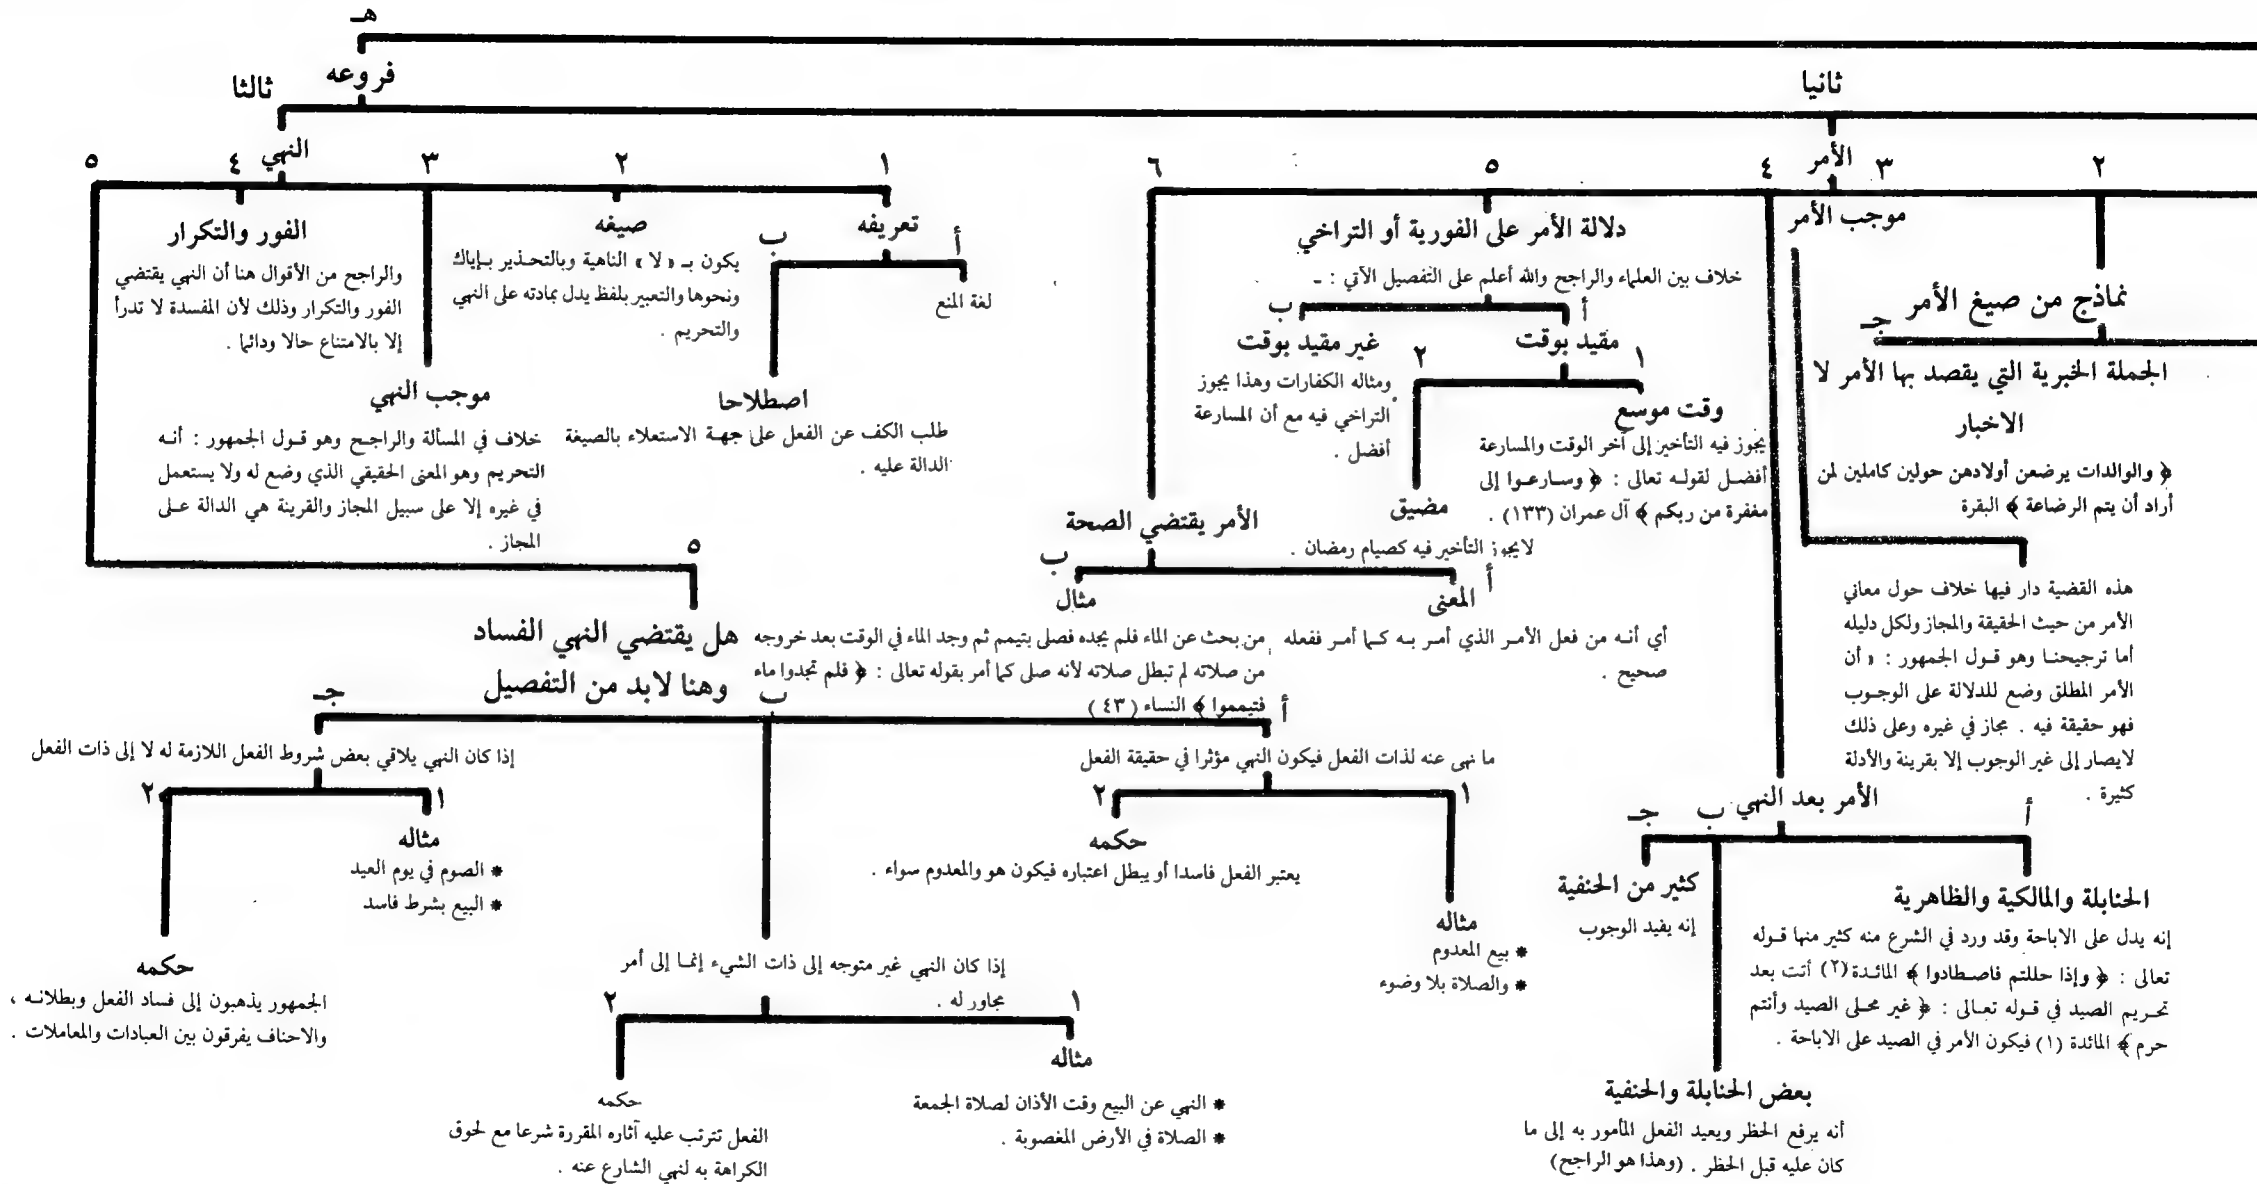 هـ
فروعه
ثانيا
ثالثا
الأمر
٢
٣
٤
٥
٦
نماذج من صيغ الأمر
جـ
الجملة الخبرية التي يقصد بها الأمر لا
الاخبار
﴿ والوالدات يرضعن أولادهن حولين كاملين لمن
أراد أن يتم الرضاعة ﴾ البقرة
موجب الأمر
هذه القضية دار فيها خلاف حول معاني
الأمر من حيث الحقيقة والمجاز ولكل دليله
أما ترجيحنا وهو قول الجمهور : « أن
الأمر المطلق وضع للدلالة على الوجوب
فهو حقيقة فيه . مجاز في غيره وعلى ذلك
لايصار إلى غير الوجوب إلا بقرينة والأدلة
كثيرة .
الأمر بعد النهي
أ
ب
جـ
الحنابلة والمالكية والظاهرية
إنه يدل على الاباحة وقد ورد في الشرع منه كثير منها قوله
تعالى : ﴿ وإذا حللتم فاصطادوا ﴾ المائدة (٢) أتت بعد
تحريم الصيد في قوله تعالى : ﴿ غير محلى الصيد وأنتم
حرم ﴾ المائدة (١) فيكون الأمر في الصيد على الاباحة .
بعض الحنابلة والحنفية
أنه يرفع الحظر ويعيد الفعل المأمور به إلى ما
كان عليه قبل الحظر . (وهذا هو الراجح)
كثير من الحنفية
إنه يفيد الوجوب
دلالة الأمر على الفورية أو التراخي
خلاف بين العلماء والراجح والله أعلم على التفصيل الآتي : ـ
أ
ب
مقيد بوقت
١
٢
وقت موسع
يجوز فيه التأخير إلى آخر الوقت والمسارعة
أفضل لقوله تعالى : ﴿ وسارعوا إلى
مغفرة من ربكم ﴾ آل عمران (١٣٣) .
مضيق
لايجوز التأخير فيه كصيام رمضان .
غير مقيد بوقت
ومثاله الكفارات وهذا يجوز
التراخي فيه مع أن المسارعة
أفضل .
الأمر يقتضي الصحة
أ
ب
المعنى
أي أنه من فعل الأمر الذي أمر به كما أمر ففعله
صحيح .
مثال
من بحث عن الماء فلم يجده فصلى بتيمم ثم وجد الماء في الوقت بعد خروجه
من صلاته لم تبطل صلاته لأنه صلى كما أمر بقوله تعالى : ﴿ فلم تجدوا ماء
فتيمموا ﴾ النساء (٤٣)
النهي
١
٢
٣
٤
٥
تعريفه
أ
ب
لغة المنع
اصطلاحا
طلب الكف عن الفعل على جهة الاستعلاء بالصيغة
الدالة عليه .
صيغه
يكون بـ « لا » الناهية وبالتحذير بإياك
ونحوها والتعبير بلفظ يدل بمادته على النهي
والتحريم .
موجب النهي
خلاف في المسألة والراجح وهو قول الجمهور : أنه
التحريم وهو المعنى الحقيقي الذي وضع له ولا يستعمل
في غيره إلا على سبيل المجاز والقرينة هي الدالة على
المجاز .
الفور والتكرار
والراجح من الأقوال هنا أن النهي يقتضي
الفور والتكرار وذلك لأن المفسدة لا تدرأ
إلا بالامتناع حالا ودائما .
٥
هل يقتضي النهي الفساد
وهنا لابد من التفصيل
أ
ب
جـ
ما نهى عنه لذات الفعل فيكون النهي مؤثرا في حقيقة الفعل
١
٢
مثاله
* بيع المعدوم
* والصلاة بلا وضوء
حكمه
يعتبر الفعل فاسدا أو يبطل اعتباره فيكون هو والمعدوم سواء .
إذا كان النهي غير متوجه إلى ذات الشيء إنما إلى أمر
مجاور له .
١
٢
مثاله
* النهي عن البيع وقت الأذان لصلاة الجمعة
* الصلاة في الأرض المغصوبة .
حكمه
الفعل تترتب عليه آثاره المقررة شرعا مع لحوق
الكراهة به لنهي الشارع عنه .
إذا كان النهي يلاقي بعض شروط الفعل اللازمة له لا إلى ذات الفعل
١
٢
مثاله
* الصوم في يوم العيد
* البيع بشرط فاسد
حكمه
الجمهور يذهبون إلى فساد الفعل وبطلانه ،
والاحناف يفرقون بين العبادات والمعاملات .